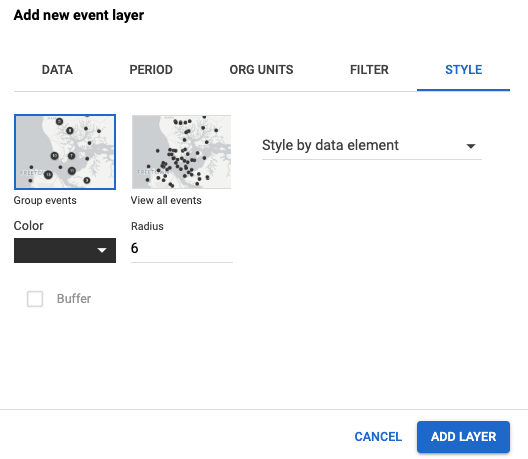 Add new event layer
DATA PERIOD ORG UNITS FILTER STYLE
Group events
View all events
Style by data element
Color
Radius
6
Buffer
CANCEL ADD LAYER